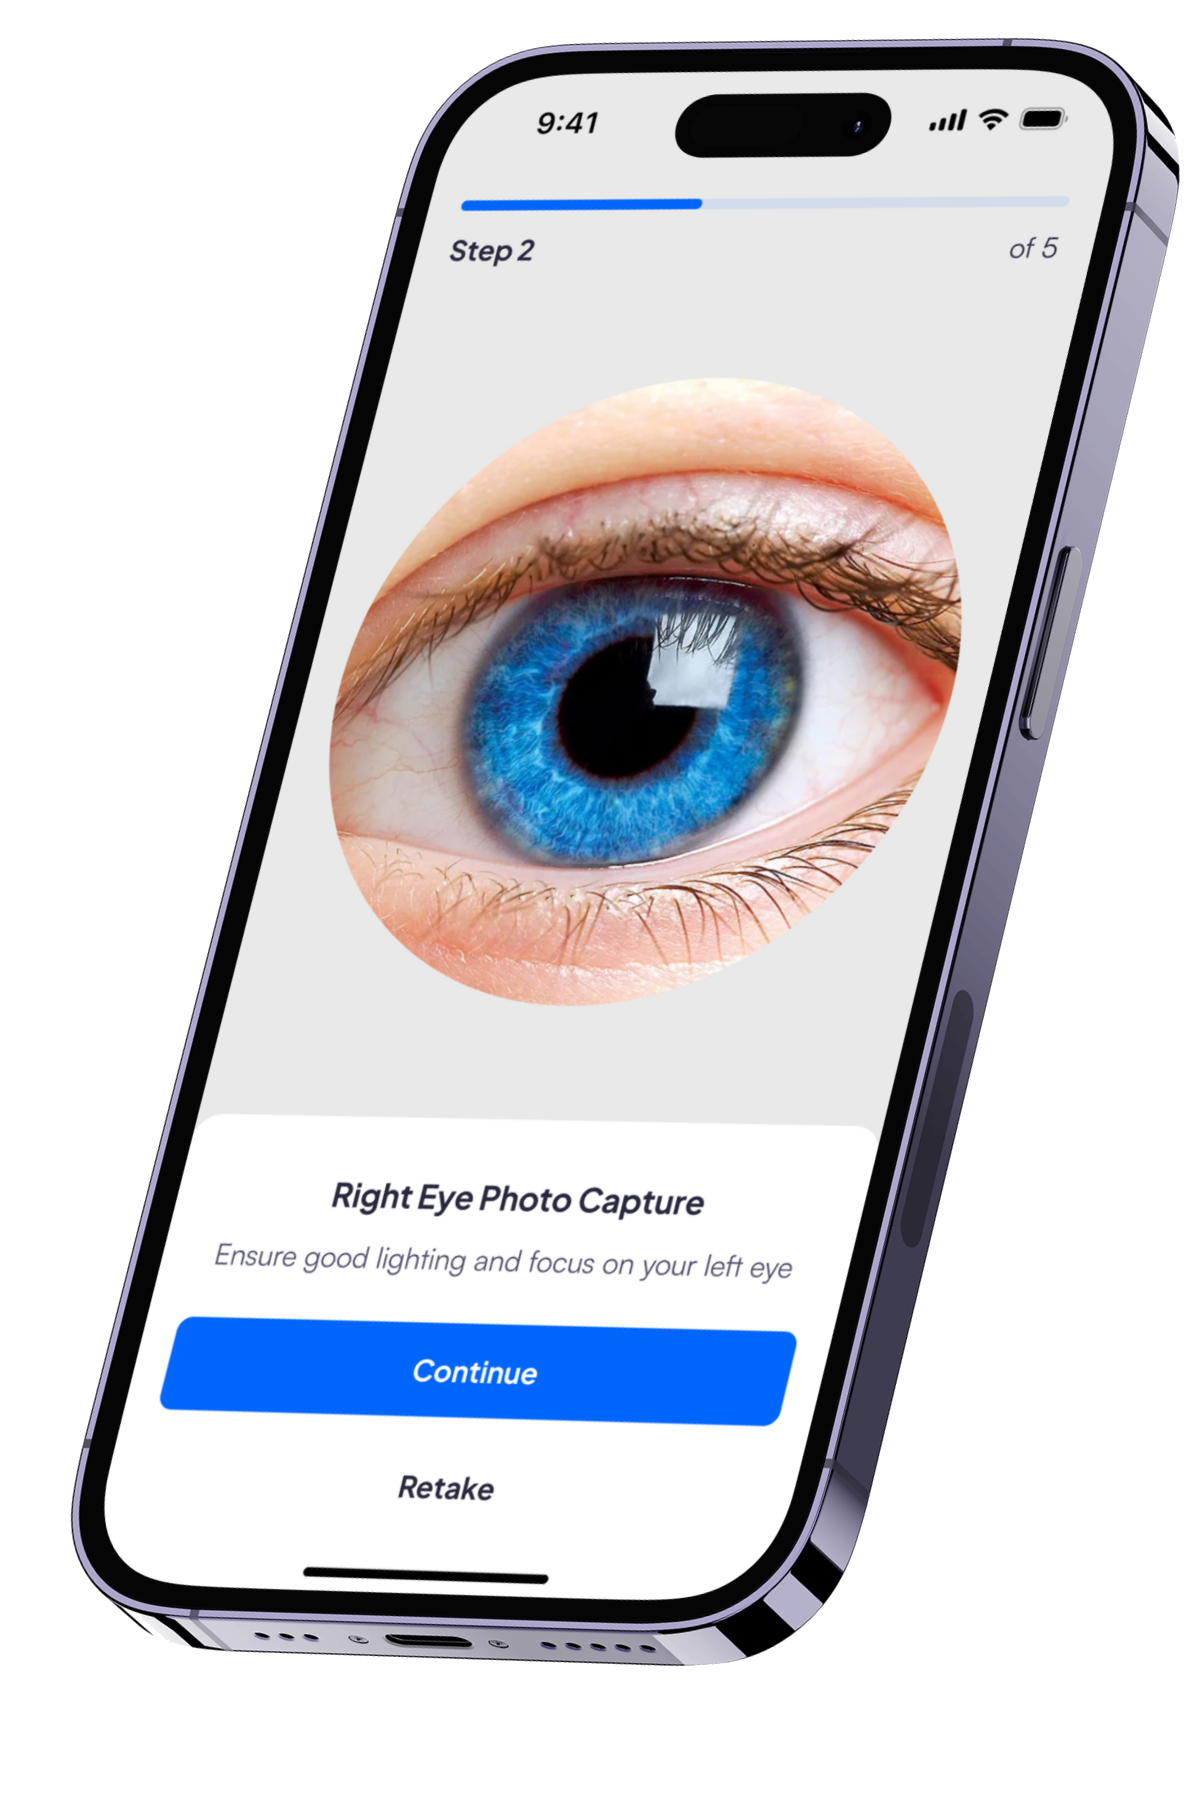 9:41
Step 2 of 5
Right Eye Photo Capture
Ensure good lighting and focus on your left eye
Continue
Retake